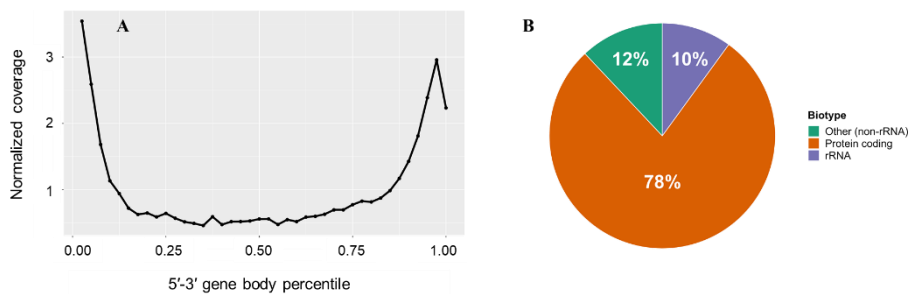 A
Normalized coverage
3
2
1
0.00 0.25 0.50 0.75 1.00
5′-3′ gene body percentile
B
12% 10%
78%
Biotype
Other (non-rRNA)
Protein coding
rRNA